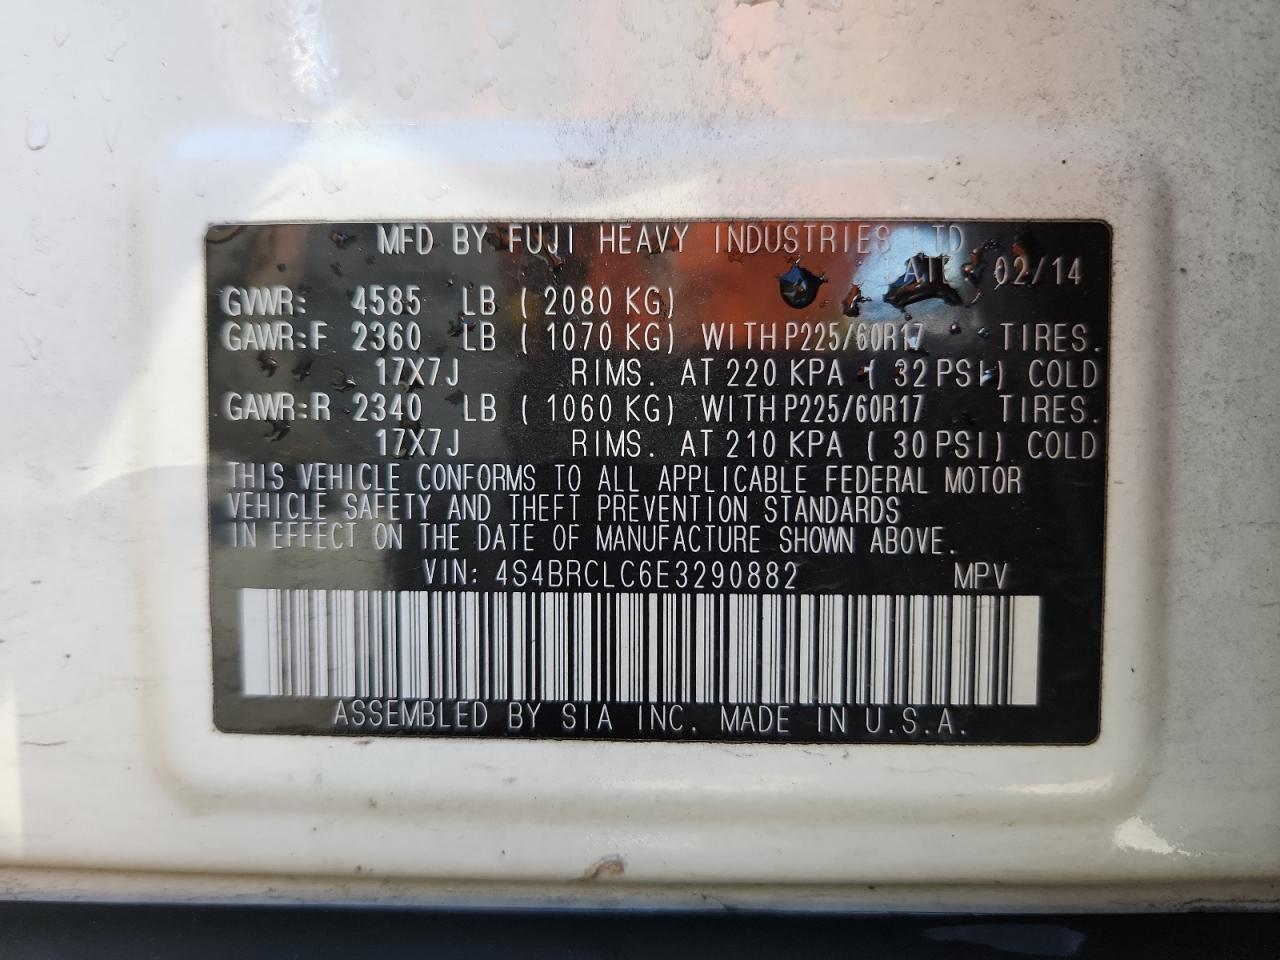 MFD BY FUJI HEAVY INDUSTRIES LTD
02/14
GVWR: 4585 LB ( 2080 KG)
GAWR:F 2360 LB ( 1070 KG) WITH P225/60R17 TIRES.
17X7J RIMS. AT 220 KPA ( 32 PSI) COLD
GAWR:R 2340 LB ( 1060 KG) WITH P225/60R17 TIRES.
17X7J RIMS. AT 210 KPA ( 30 PSI) COLD
THIS VEHICLE CONFORMS TO ALL APPLICABLE FEDERAL MOTOR
VEHICLE SAFETY AND THEFT PREVENTION STANDARDS
IN EFFECT ON THE DATE OF MANUFACTURE SHOWN ABOVE.
VIN: 4S4BRCLC6E3290882 MPV
ASSEMBLED BY SIA INC. MADE IN U.S.A.